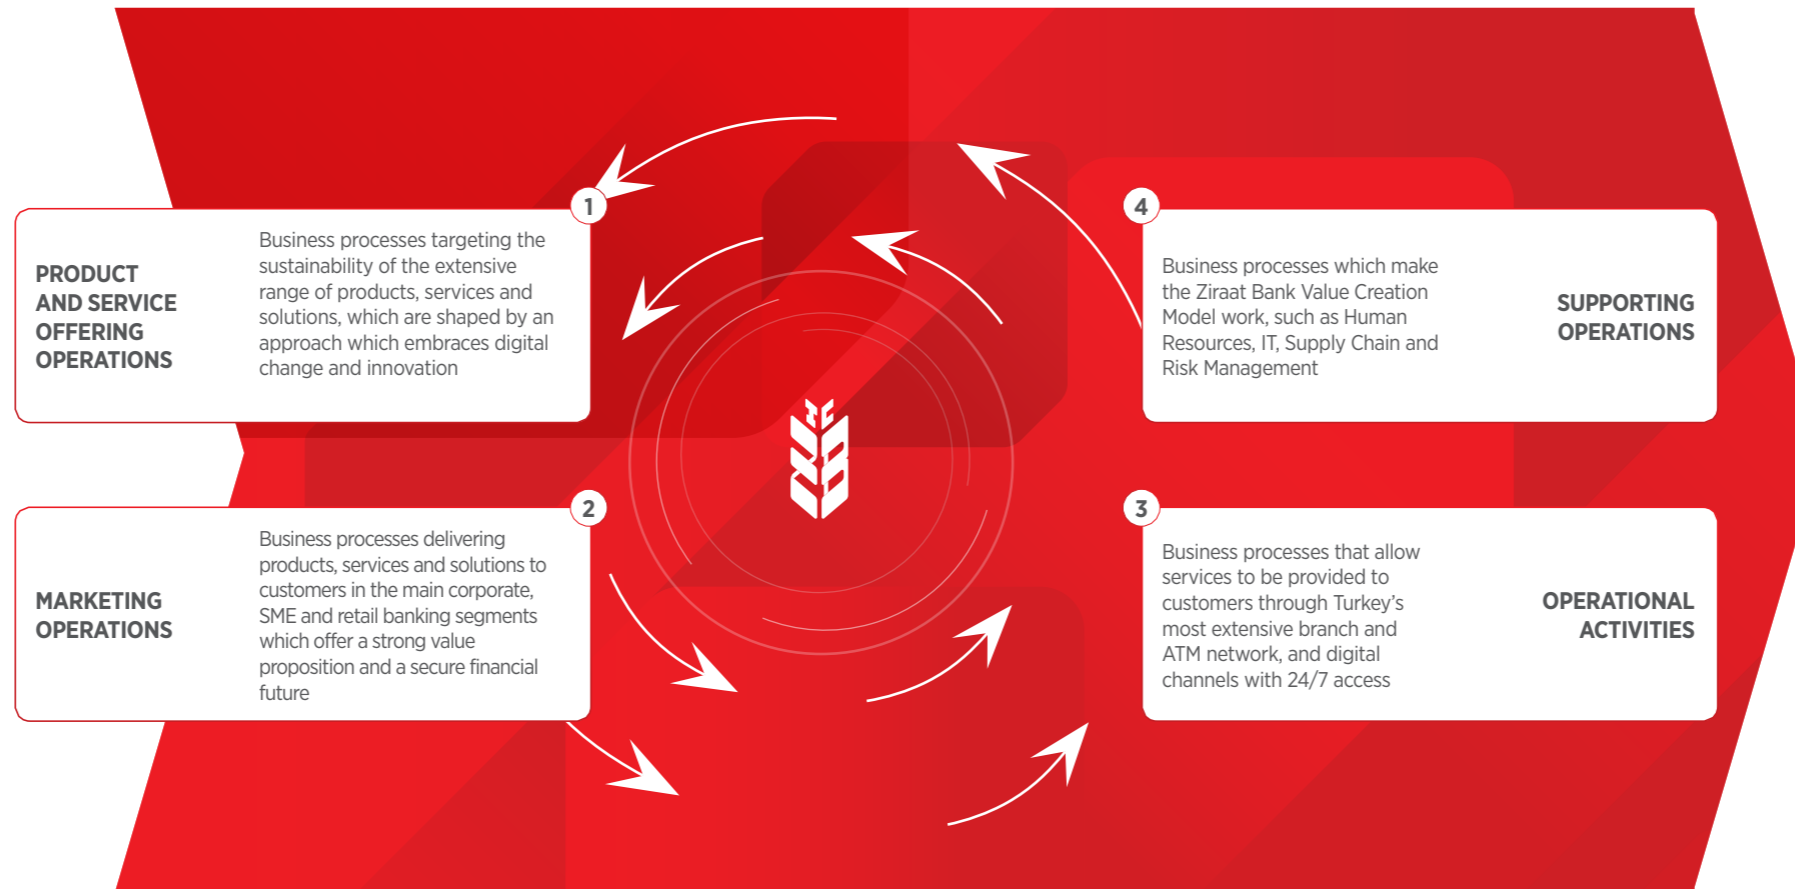 1
PRODUCT
AND SERVICE
OFFERING
OPERATIONS
Business processes targeting the
sustainability of the extensive
range of products, services and
solutions, which are shaped by an
approach which embraces digital
change and innovation
2
MARKETING
OPERATIONS
Business processes delivering
products, services and solutions to
customers in the main corporate,
SME and retail banking segments
which offer a strong value
proposition and a secure financial
future
3
Business processes that allow
services to be provided to
customers through Turkey’s
most extensive branch and
ATM network, and digital
channels with 24/7 access
OPERATIONAL
ACTIVITIES
4
Business processes which make
the Ziraat Bank Value Creation
Model work, such as Human
Resources, IT, Supply Chain and
Risk Management
SUPPORTING
OPERATIONS
TC